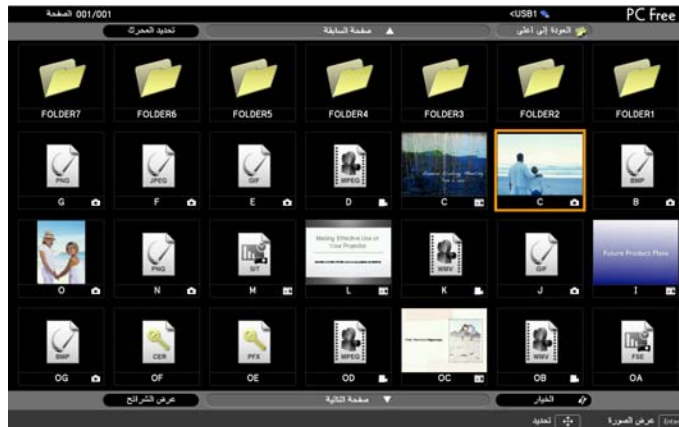 PC Free
<USB1
001/001 الصفحة
العودة إلى أعلى
صفحة السابقة
تحديد المحرك
FOLDER1
FOLDER2
FOLDER3
FOLDER4
FOLDER5
FOLDER6
FOLDER7
BMP
MPEG
GIF
JPEG
PNG
B
C
C
D
E
F
G
Future Product Plans
GIF
WMV
Making Effective Use of
Your Projector
SIT
PNG
I
J
K
L
M
N
O
FSE
WMV
MPEG
PFX
CER
BMP
OA
OB
OC
OD
OE
OF
OG
الخيار
صفحة التالية
عرض الشرائح
Enter عرض الصورة
تحديد